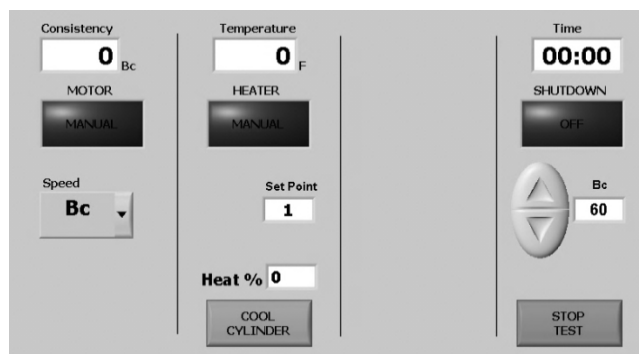 Consistency
0 Bc
MOTOR
MANUAL
Speed
Bc
Temperature
0 F
HEATER
MANUAL
Set Point
1
Heat % 0
COOL
CYLINDER
Time
00:00
SHUTDOWN
OFF
Bc
60
STOP
TEST